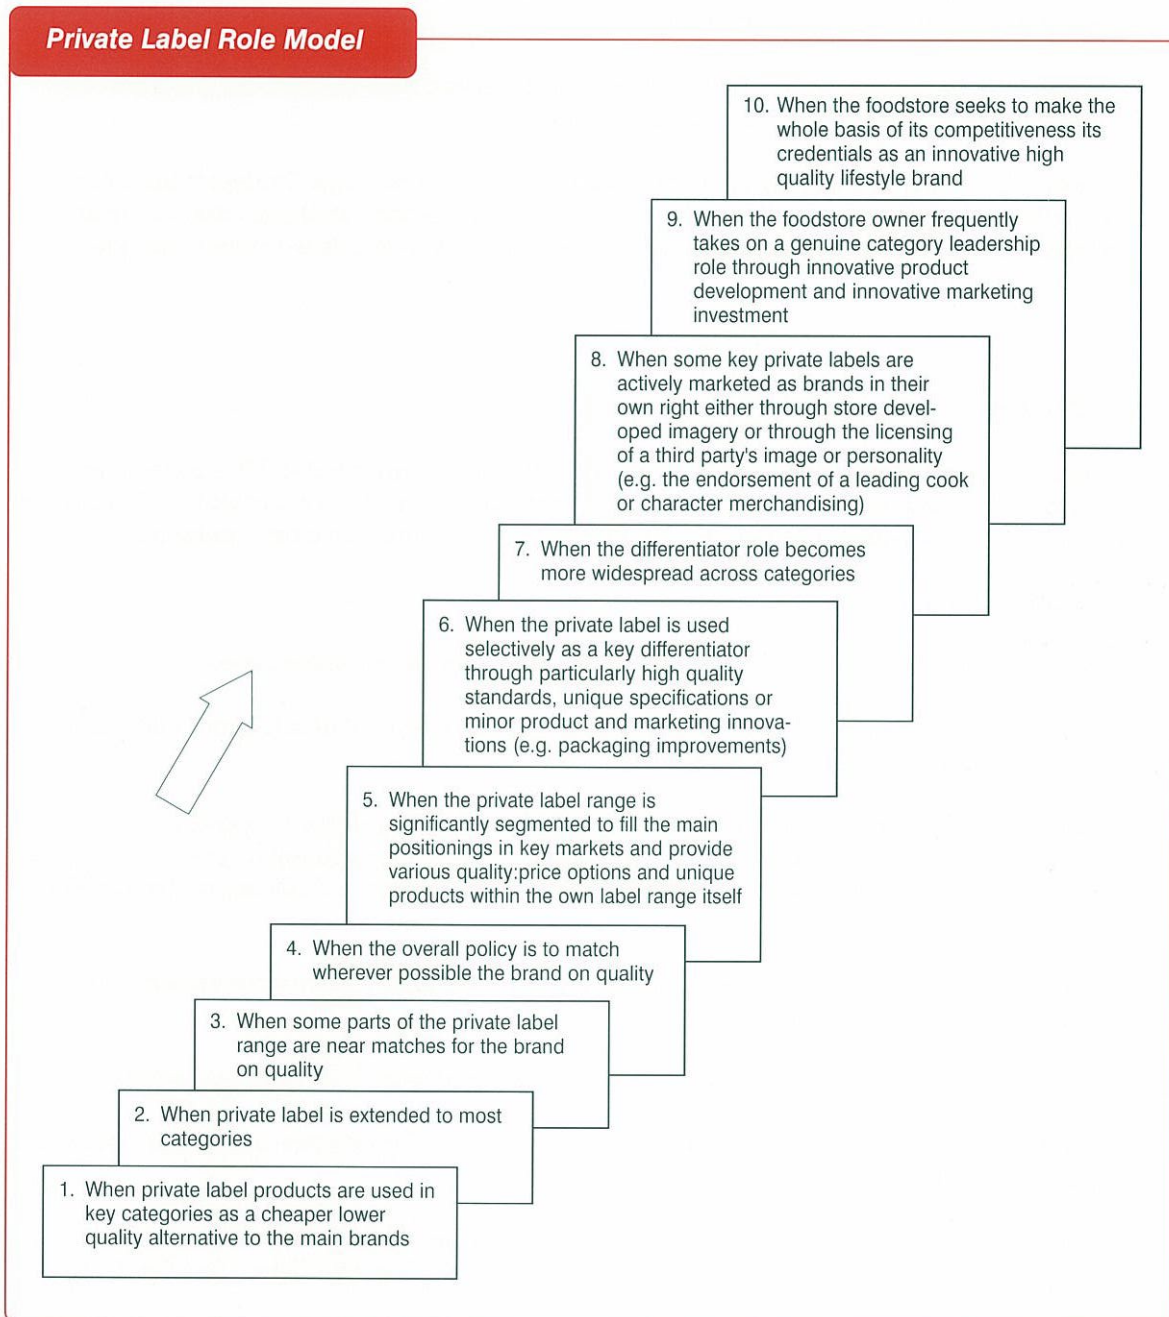 Private Label Role Model
10. When the foodstore seeks to make the
whole basis of its competitiveness its
credentials as an innovative high
quality lifestyle brand
9. When the foodstore owner frequently
takes on a genuine category leadership
role through innovative product
development and innovative marketing
investment
8. When some key private labels are
actively marketed as brands in their
own right either through store devel-
oped imagery or through the licensing
of a third party's image or personality
(e.g. the endorsement of a leading cook
or character merchandising)
7. When the differentiator role becomes
more widespread across categories
6. When the private label is used
selectively as a key differentiator
through particularly high quality
standards, unique specifications or
minor product and marketing innova-
tions (e.g. packaging improvements)
5. When the private label range is
significantly segmented to fill the main
positionings in key markets and provide
various quality:price options and unique
products within the own label range itself
4. When the overall policy is to match
wherever possible the brand on quality
3. When some parts of the private label
range are near matches for the brand
on quality
2. When private label is extended to most
categories
1. When private label products are used in
key categories as a cheaper lower
quality alternative to the main brands